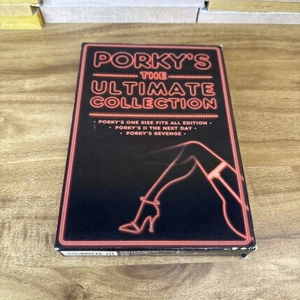 PORKY'S
THE
ULTIMATE
COLLECTION
• PORKY'S ONE SIZE FITS ALL EDITION •
• PORKY'S II THE NEXT DAY •
• PORKY'S REVENGE •